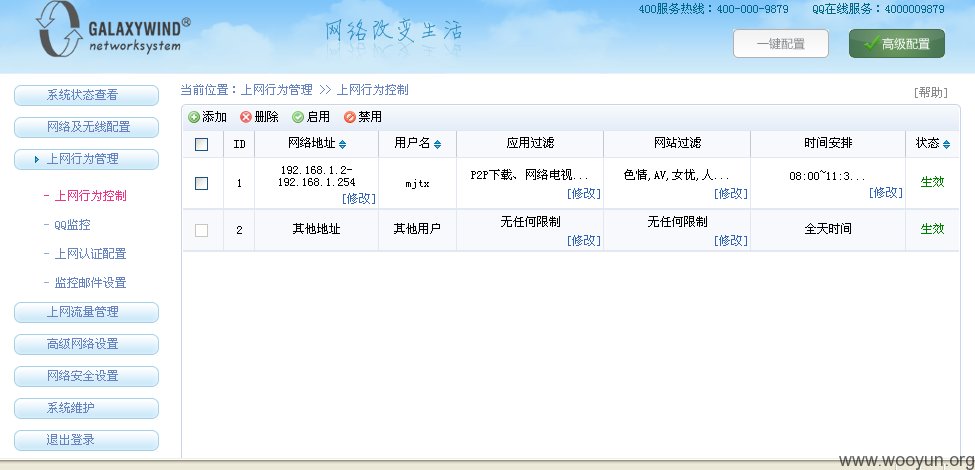 400服务热线：400-000-9879 QQ在线服务：4000009879
GALAXYWIND®
networksystem
网络改变生活
一键配置
高级配置
系统状态查看
网络及无线配置
上网行为管理
- 上网行为控制
- QQ监控
- 上网认证配置
- 监控邮件设置
上网流量管理
高级网络设置
网络安全设置
系统维护
退出登录
当前位置：上网行为管理 >> 上网行为控制
[帮助]
添加 删除 启用 禁用
ID 网络地址 用户名 应用过滤 网站过滤 时间安排 状态
1 192.168.1.2-192.168.1.254 [修改] mjtx P2P下载、网络电视... [修改] 色情,AV,女忧,人... [修改] 08:00~11:3... [修改] 生效
2 其他地址 其他用户 无任何限制 [修改] 无任何限制 [修改] 全天时间 生效
www.wooyun.org